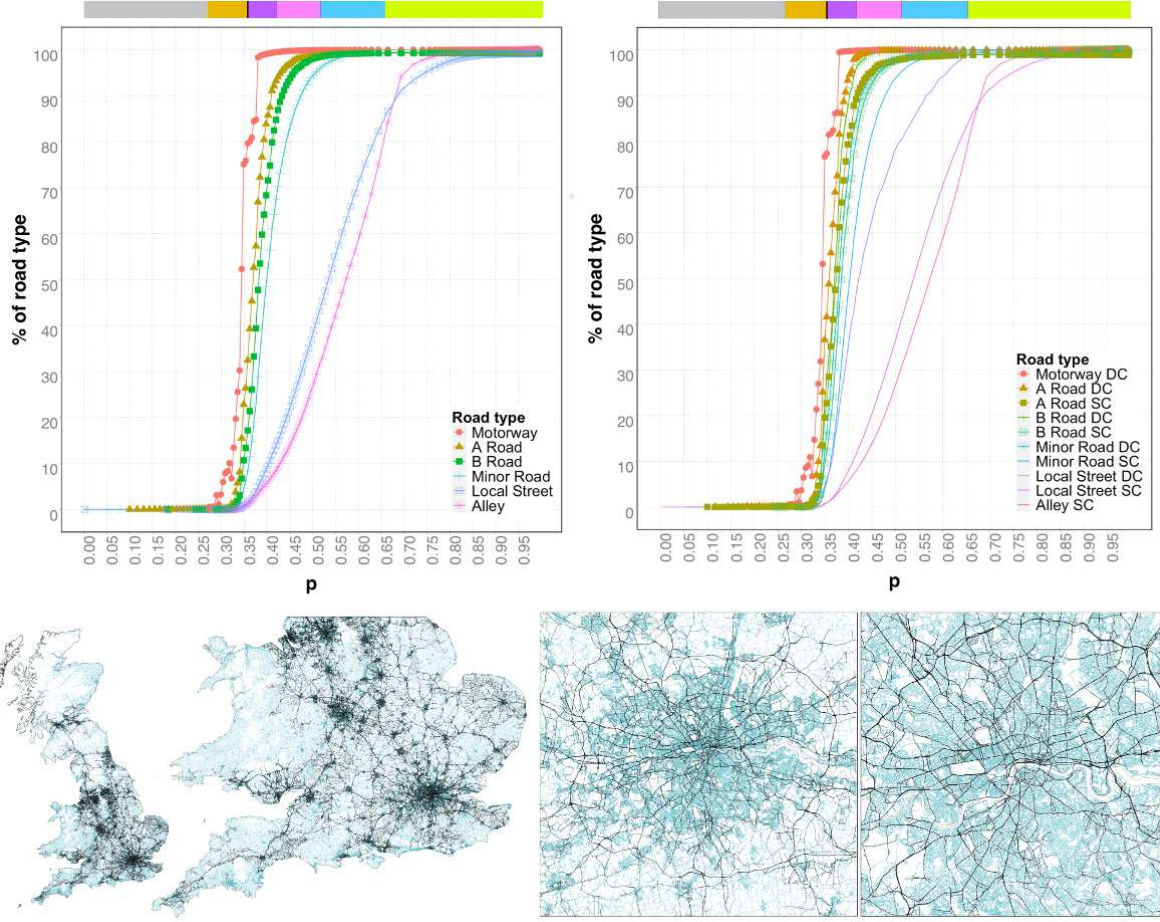 100
90
80
70
60
50
40
30
20
10
0
% of road type
Road type
Motorway
A Road
B Road
Minor Road
Local Street
Alley
0.00
0.05
0.10
0.15
0.20
0.25
0.30
0.35
0.40
0.45
0.50
0.55
0.60
0.65
0.70
0.75
0.80
0.85
0.90
0.95
p
100
90
80
70
60
50
40
30
20
10
0
% of road type
Road type
Motorway DC
A Road DC
A Road SC
B Road DC
B Road SC
Minor Road DC
Minor Road SC
Local Street DC
Local Street SC
Alley SC
0.00
0.05
0.10
0.15
0.20
0.25
0.30
0.35
0.40
0.45
0.50
0.55
0.60
0.65
0.70
0.75
0.80
0.85
0.90
0.95
p